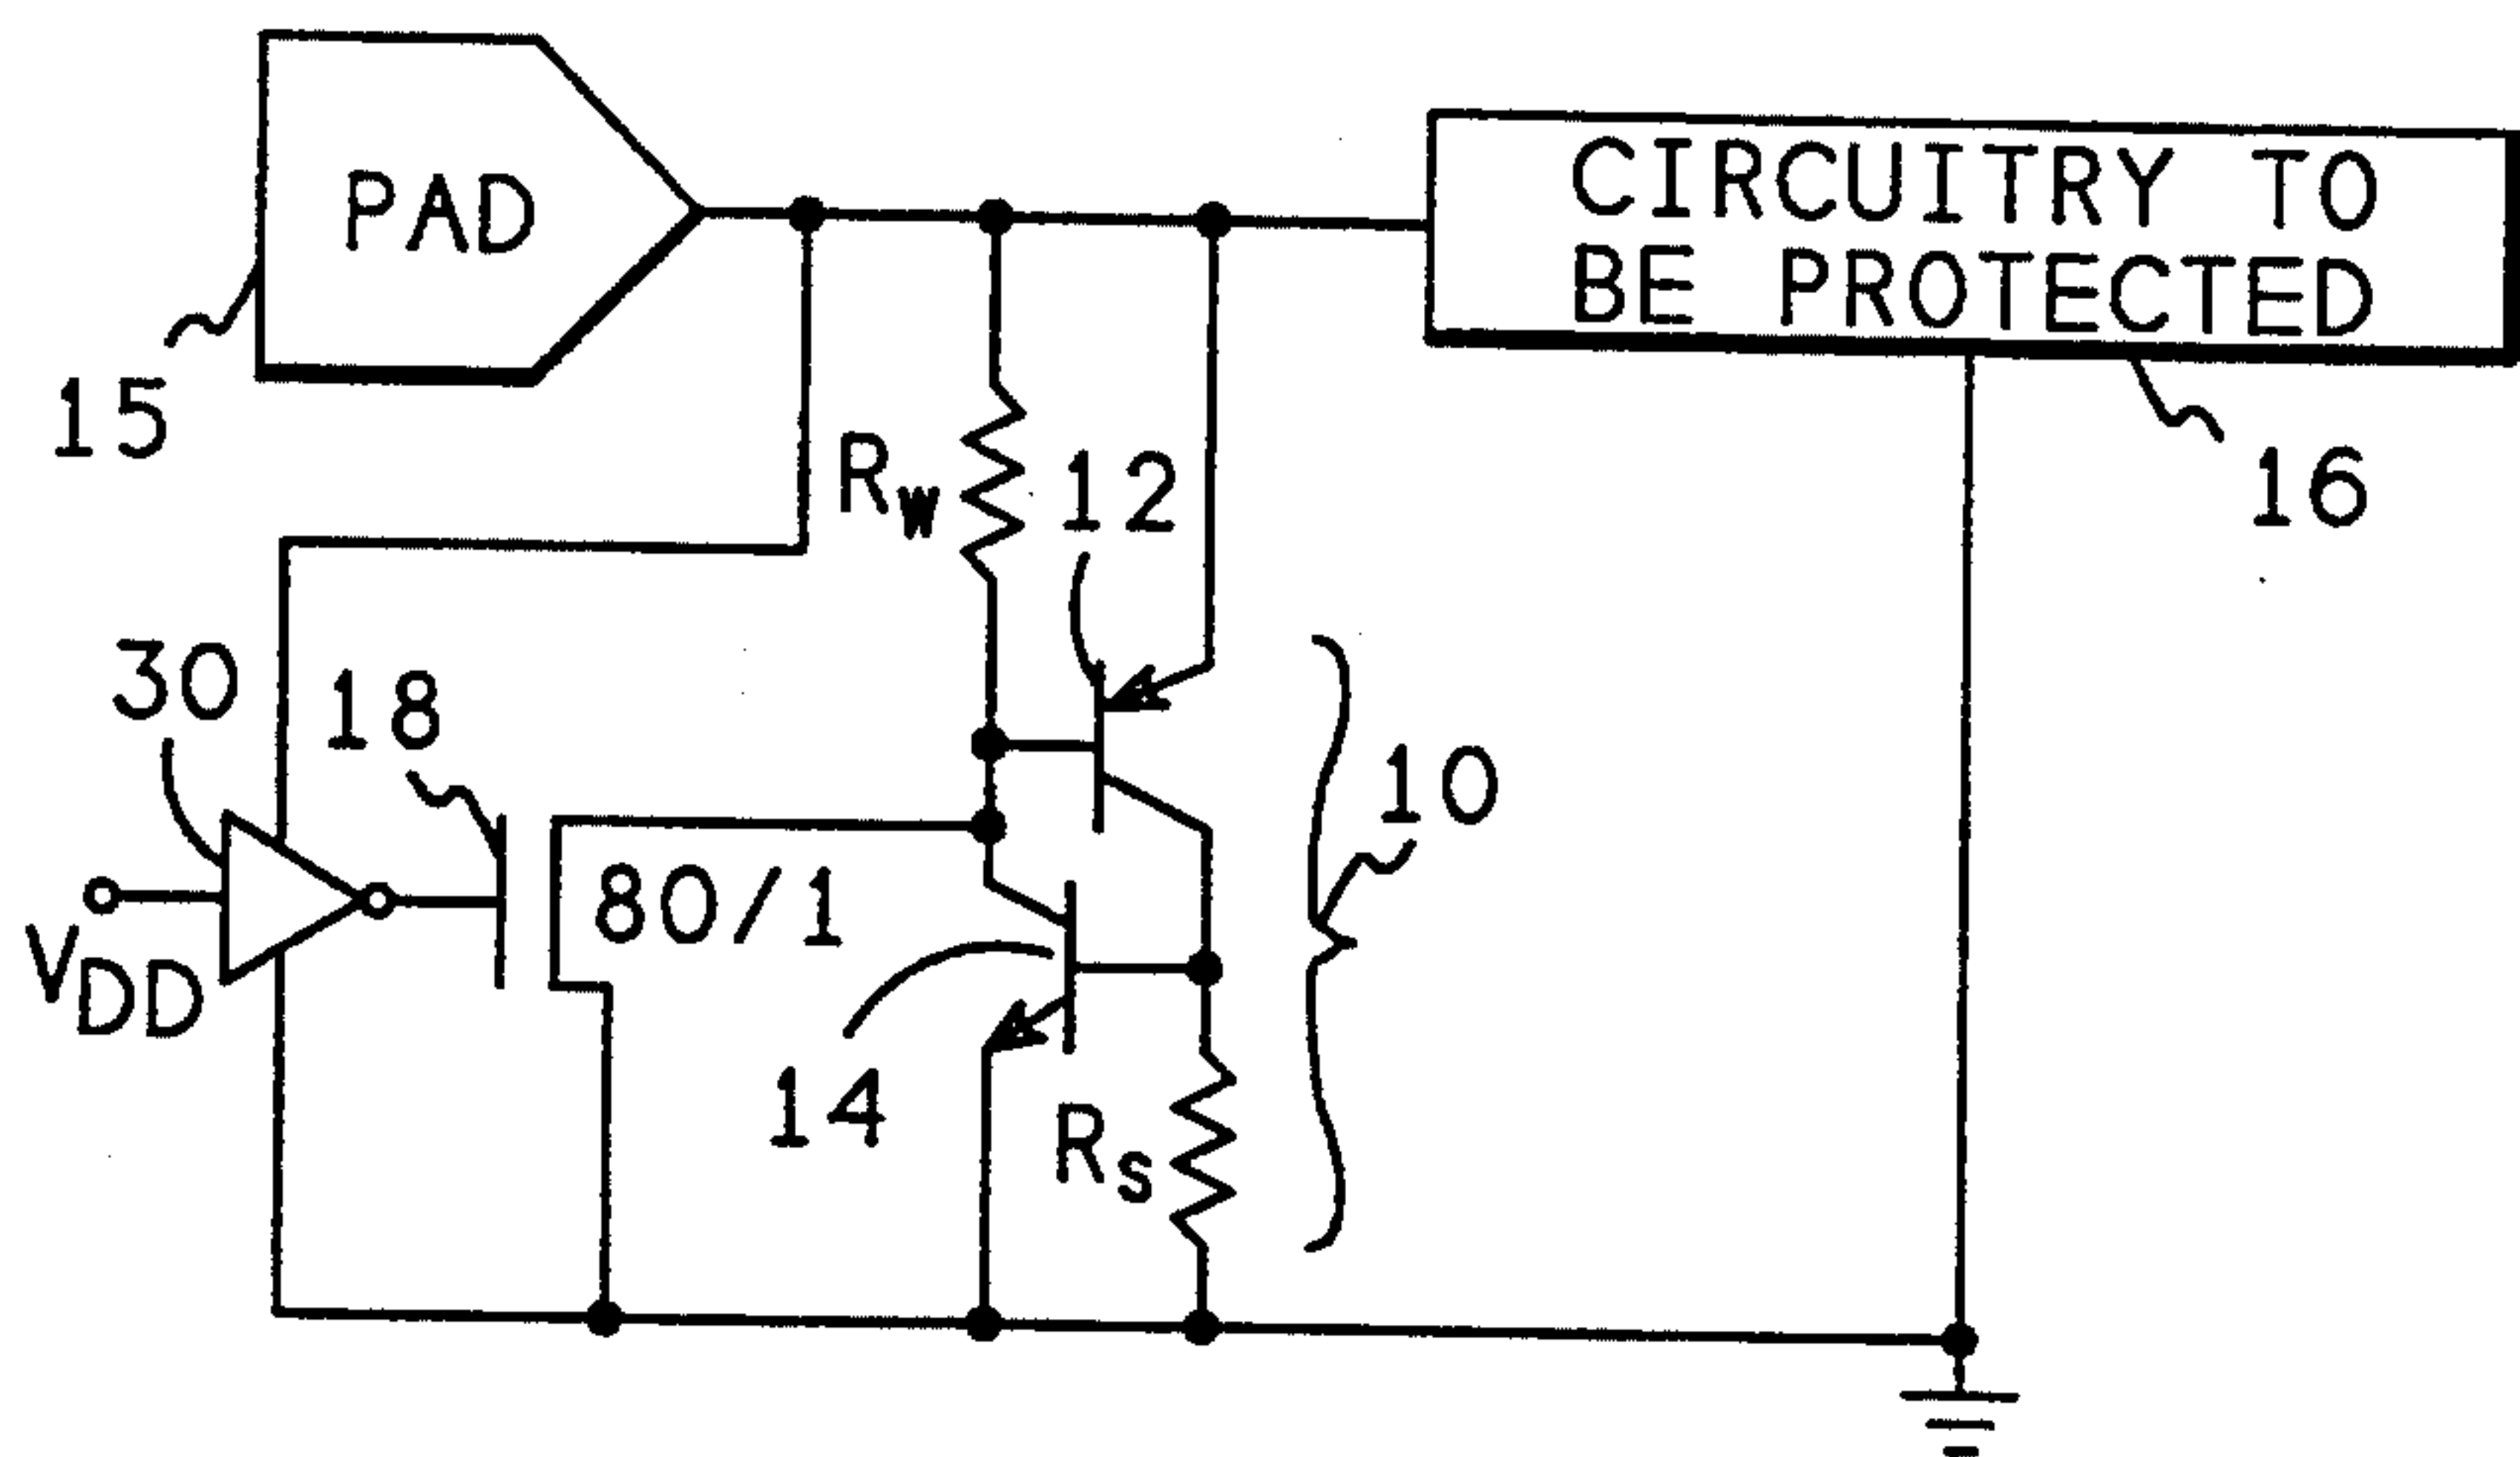 PAD
CIRCUITRY TO
BE PROTECTED
15
RW
12
16
30
18
10
80/1
VDD
14
RS